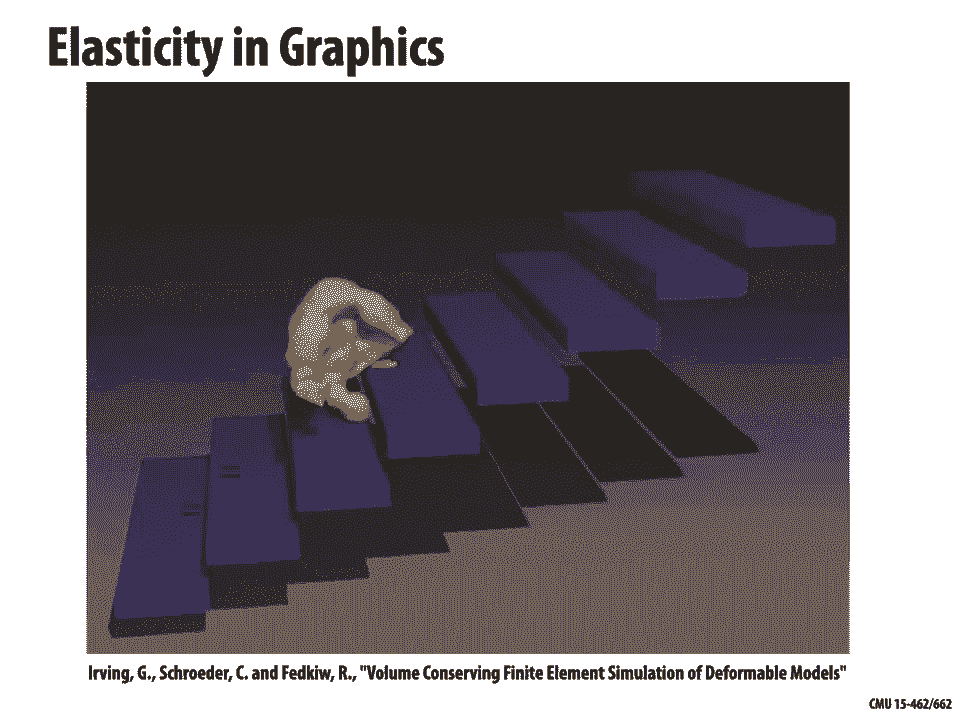 Elasticity in Graphics
Irving, G., Schroeder, C. and Fedkiw, R., "Volume Conserving Finite Element Simulation of Deformable Models"
CMU 15-462/662